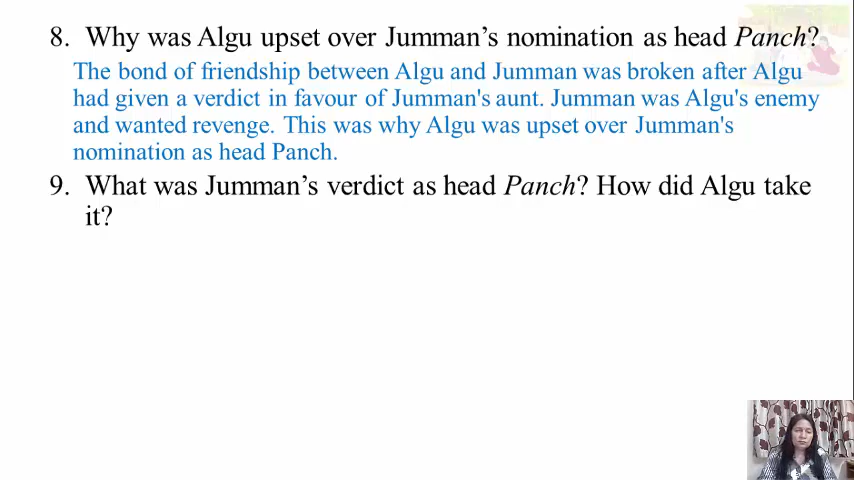 8. Why was Algu upset over Jumman’s nomination as head Panch?
The bond of friendship between Algu and Jumman was broken after Algu
had given a verdict in favour of Jumman's aunt. Jumman was Algu's enemy
and wanted revenge. This was why Algu was upset over Jumman's
nomination as head Panch.
9. What was Jumman’s verdict as head Panch? How did Algu take
it?